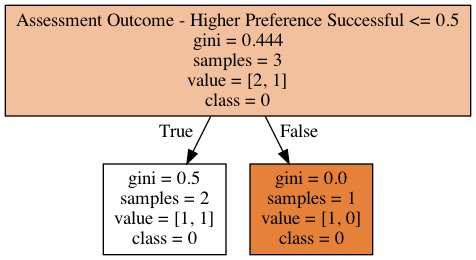 Assessment Outcome - Higher Preference Successful <= 0.5
gini = 0.444
samples = 3
value = [2, 1]
class = 0
True
False
gini = 0.5
samples = 2
value = [1, 1]
class = 0
gini = 0.0
samples = 1
value = [1, 0]
class = 0